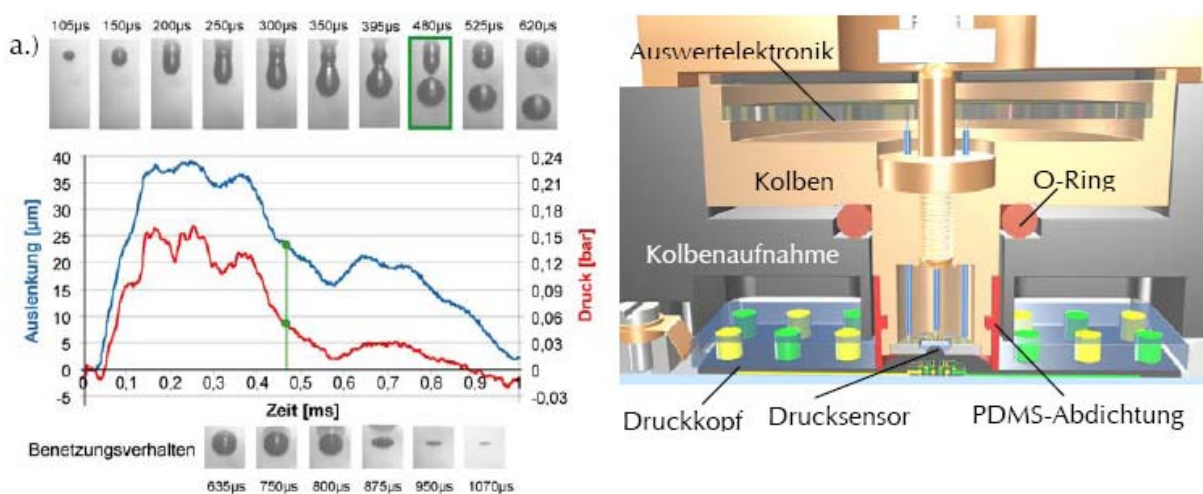 105µs 150µs 200µs 250µs 300µs 350µs 395µs 480µs 525µs 620µs
a.)
40
35
30
25
20
15
10
5
0
-5
Auslenkung [µm]
0,24
0,21
0,18
0,15
0,12
0,09
0,06
0,03
0
-0,03
Druck [bar]
0 0,1 0,2 0,3 0,4 0,5 0,6 0,7 0,8 0,9 1
Zeit [ms]
Benetzungsverhalten
635µs 750µs 800µs 875µs 950µs 1070µs
Auswertelektronik
Kolben
O-Ring
Kolbenaufnahme
Druckkopf
Drucksensor
PDMS-Abdichtung